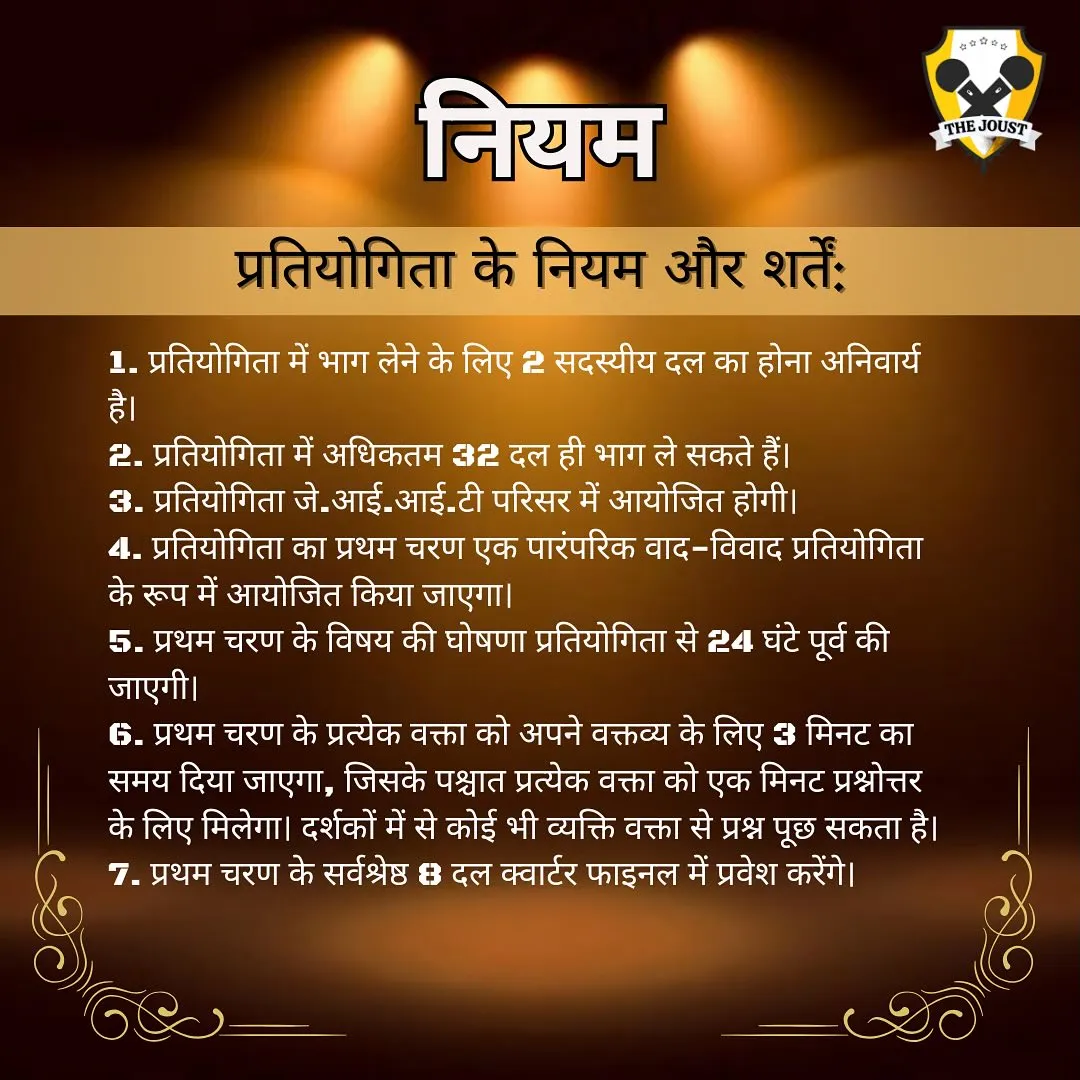 नियम
THE JOUST
प्रतियोगिता के नियम और शर्तें:
1. प्रतियोगिता में भाग लेने के लिए 2 सदस्यीय दल का होना अनिवार्य
है।
2. प्रतियोगिता में अधिकतम 32 दल ही भाग ले सकते हैं।
3. प्रतियोगिता जे.आई.आई.टी परिसर में आयोजित होगी।
4. प्रतियोगिता का प्रथम चरण एक पारंपरिक वाद-विवाद प्रतियोगिता
के रूप में आयोजित किया जाएगा।
5. प्रथम चरण के विषय की घोषणा प्रतियोगिता से 24 घंटे पूर्व की
जाएगी।
6. प्रथम चरण के प्रत्येक वक्ता को अपने वक्तव्य के लिए 3 मिनट का
समय दिया जाएगा, जिसके पश्चात प्रत्येक वक्ता को एक मिनट प्रश्नोत्तर
के लिए मिलेगा। दर्शकों में से कोई भी व्यक्ति वक्ता से प्रश्न पूछ सकता है।
7. प्रथम चरण के सर्वश्रेष्ठ 8 दल क्वार्टर फाइनल में प्रवेश करेंगे।